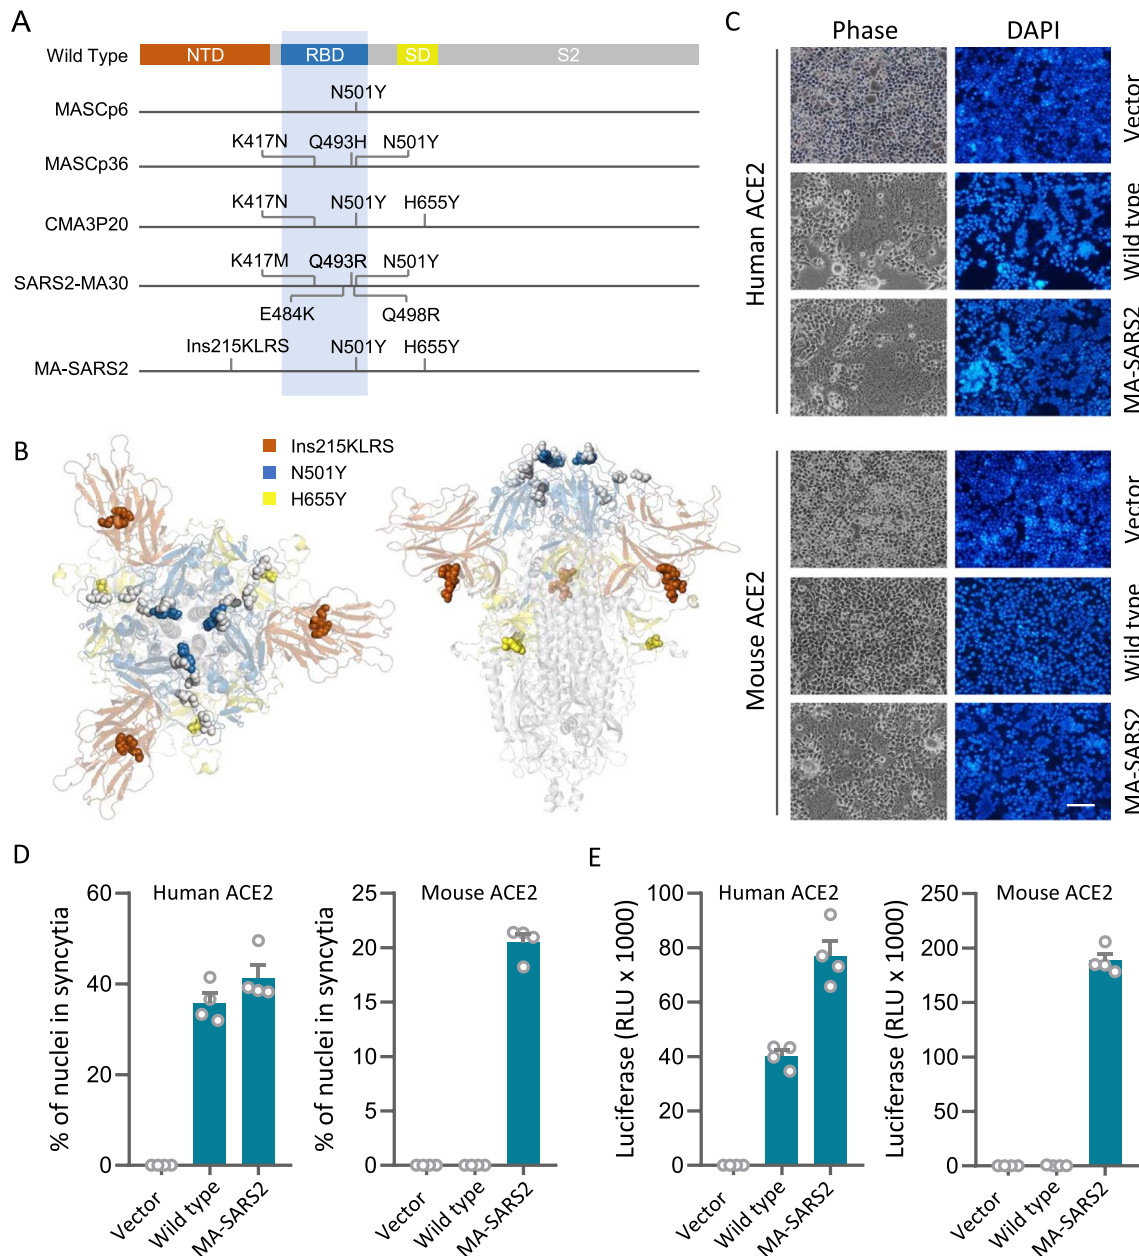 A
Wild Type
NTD
RBD
SD
S2
MASCp6
N501Y
MASCp36
K417N
Q493H
N501Y
CMA3P20
K417N
N501Y
H655Y
SARS2-MA30
K417M
Q493R
N501Y
E484K
Q498R
MA-SARS2
Ins215KLRS
N501Y
H655Y
B
Ins215KLRS
N501Y
H655Y
C
Phase
DAPI
Human ACE2
Vector
Wild type
MA-SARS2
Mouse ACE2
Vector
Wild type
MA-SARS2
D
% of nuclei in syncytia
Human ACE2
60
40
20
0
Vector
Wild type
MA-SARS2
% of nuclei in syncytia
Mouse ACE2
25
20
15
10
5
0
Vector
Wild type
MA-SARS2
E
Luciferase (RLU x 1000)
Human ACE2
100
80
60
40
20
0
Vector
Wild type
MA-SARS2
Luciferase (RLU x 1000)
Mouse ACE2
250
200
150
100
50
0
Vector
Wild type
MA-SARS2